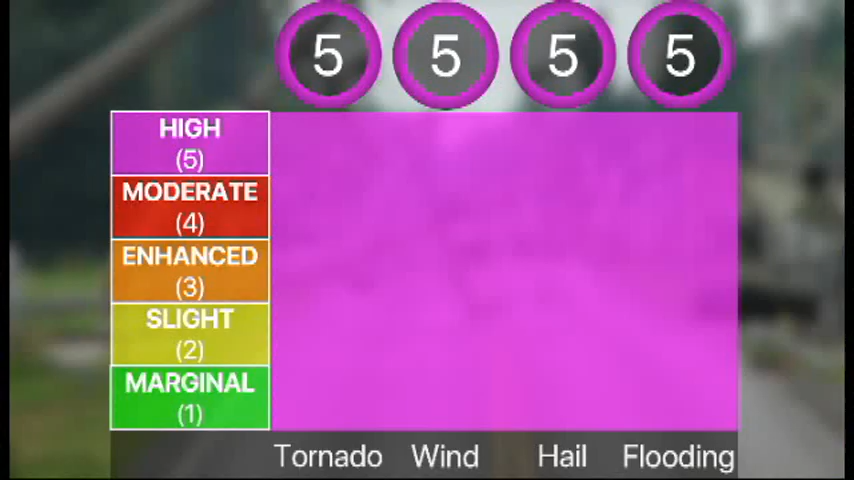 5 5 5 5
HIGH
(5)
MODERATE
(4)
ENHANCED
(3)
SLIGHT
(2)
MARGINAL
(1)
Tornado Wind Hail Flooding